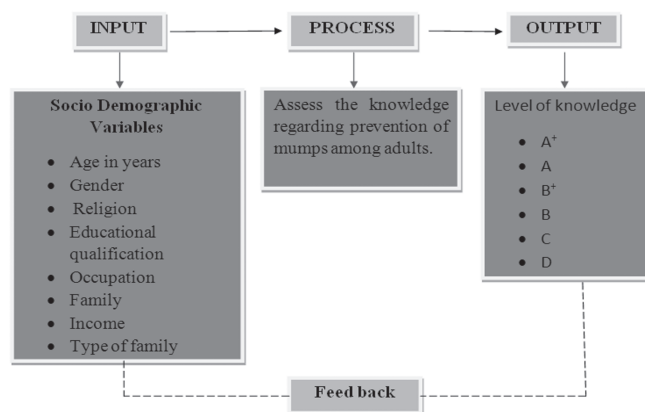 INPUT
PROCESS
OUTPUT
Socio Demographic
Variables
• Age in years
• Gender
• Religion
• Educational
qualification
• Occupation
• Family
• Income
• Type of family
Assess the knowledge
regarding prevention of
mumps among adults.
Level of knowledge
• A⁺
• A
• B⁺
• B
• C
• D
Feed back